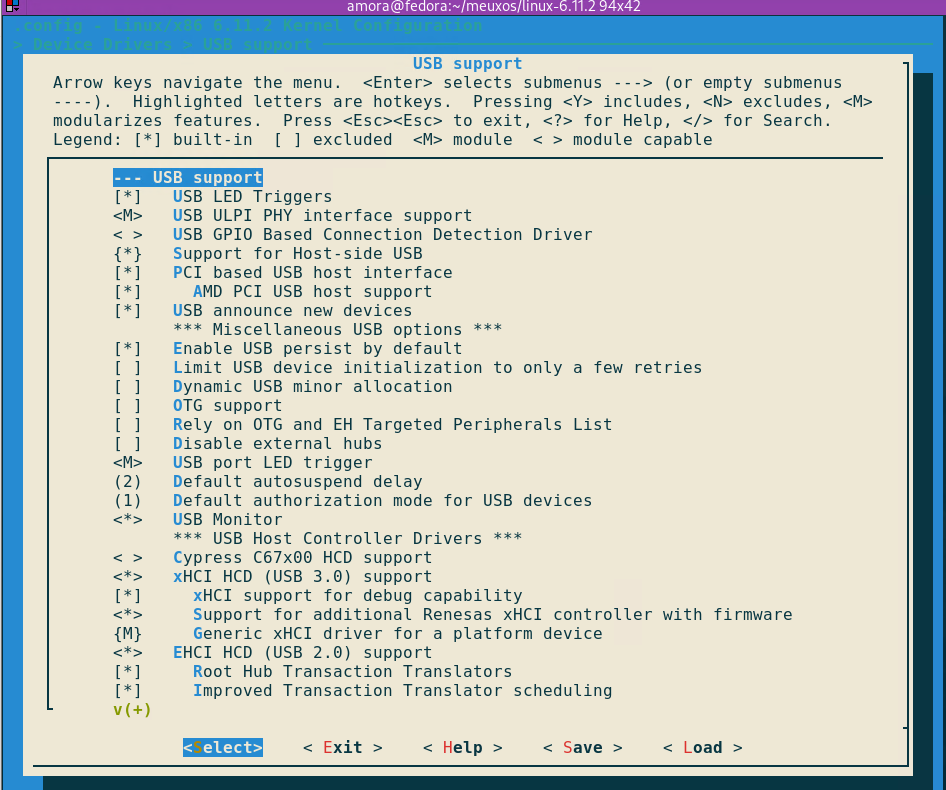 amora@fedora:~/meuxos/linux-6.11.2 94x42
.config - Linux/x86 6.11.2 Kernel Configuration
> Device Drivers > USB support
USB support
Arrow keys navigate the menu.  <Enter> selects submenus ---> (or empty submenus
----).  Highlighted letters are hotkeys.  Pressing <Y> includes, <N> excludes, <M>
modularizes features.  Press <Esc><Esc> to exit, <?> for Help, </> for Search.
Legend: [*] built-in  [ ] excluded  <M> module  < > module capable
--- USB support
[*]   USB LED Triggers
<M>   USB ULPI PHY interface support
< >   USB GPIO Based Connection Detection Driver
{*}   Support for Host-side USB
[*]   PCI based USB host interface
[*]     AMD PCI USB host support
[*]   USB announce new devices
*** Miscellaneous USB options ***
[*]   Enable USB persist by default
[ ]   Limit USB device initialization to only a few retries
[ ]   Dynamic USB minor allocation
[ ]   OTG support
[ ]   Rely on OTG and EH Targeted Peripherals List
[ ]   Disable external hubs
<M>   USB port LED trigger
(2)   Default autosuspend delay
(1)   Default authorization mode for USB devices
<*>   USB Monitor
*** USB Host Controller Drivers ***
< >   Cypress C67x00 HCD support
<*>   xHCI HCD (USB 3.0) support
[*]     xHCI support for debug capability
<*>     Support for additional Renesas xHCI controller with firmware
{M}     Generic xHCI driver for a platform device
<*>   EHCI HCD (USB 2.0) support
[*]     Root Hub Transaction Translators
[*]     Improved Transaction Translator scheduling
v(+)
<Select>    < Exit >    < Help >    < Save >    < Load >